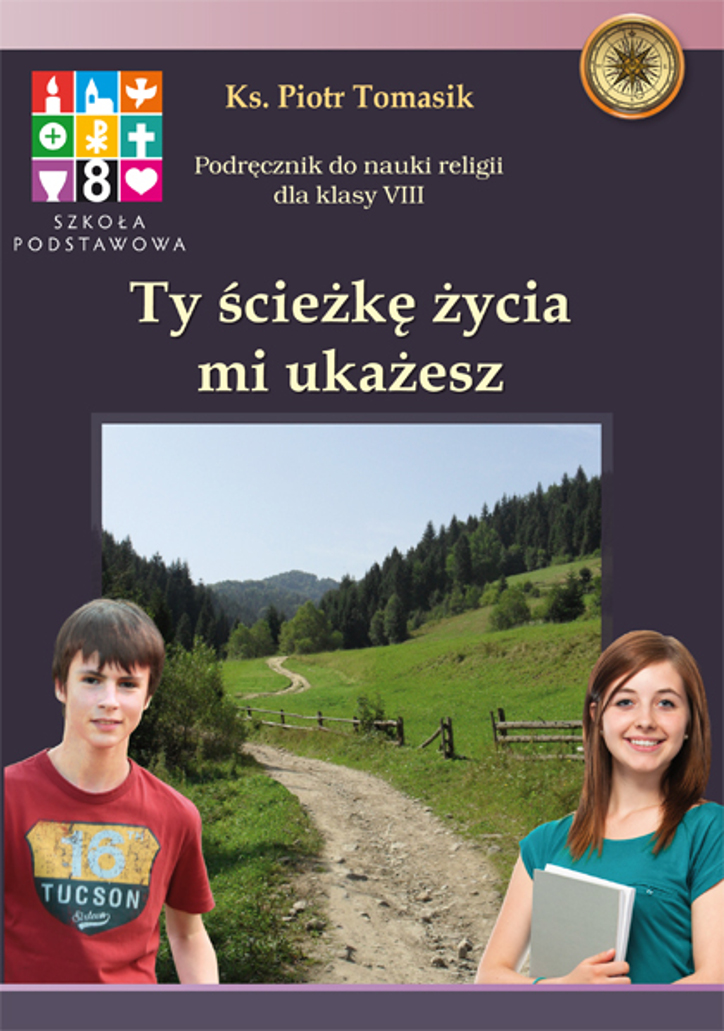 Ks. Piotr Tomasik
Podręcznik do nauki religii
dla klasy VIII
8
SZKOŁA
PODSTAWOWA
Ty ścieżkę życia
mi ukażesz
16
TUCSON
Sixteen